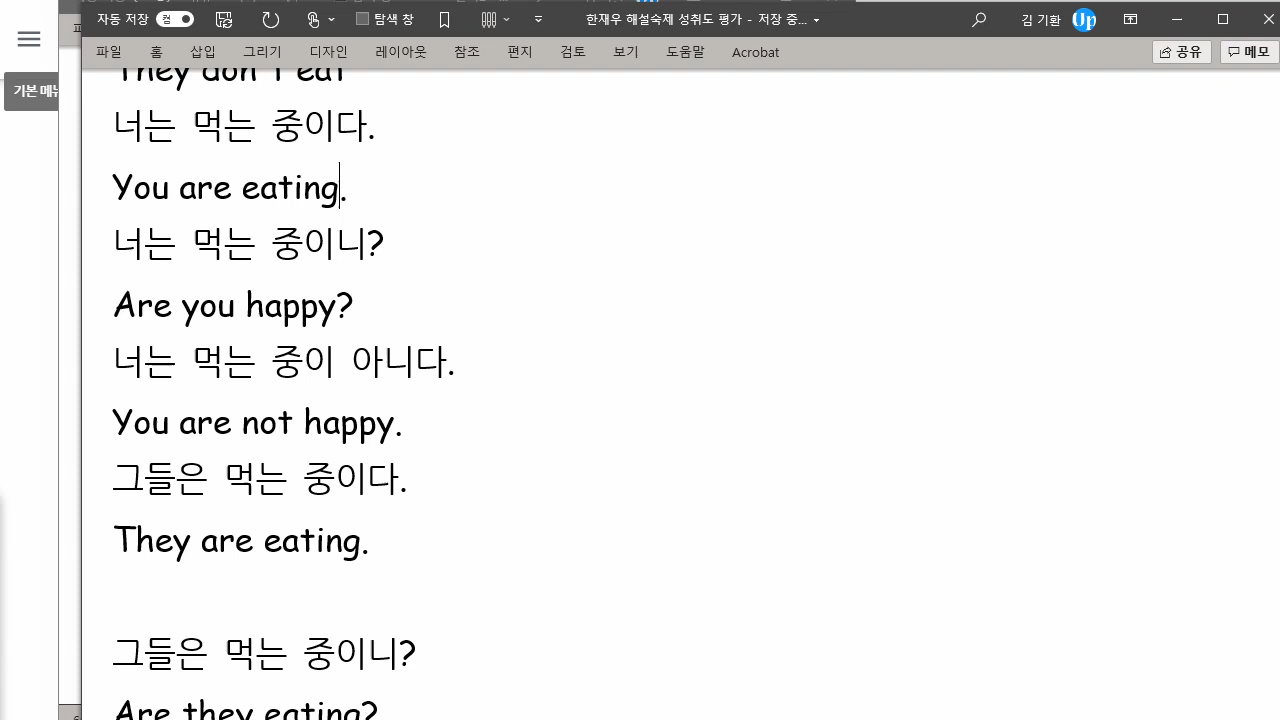 자동 저장 컴 탐색 창 한재우 해설숙제 성취도 평가 - 저장 중... 김 기환 Up
파일 홈 삽입 그리기 디자인 레이아웃 참조 편지 검토 보기 도움말 Acrobat 공유 메모
기본 메뉴
They don't eat
너는 먹는 중이다.
You are eating.
너는 먹는 중이니?
Are you happy?
너는 먹는 중이 아니다.
You are not happy.
그들은 먹는 중이다.
They are eating.
그들은 먹는 중이니?
Are they eating?